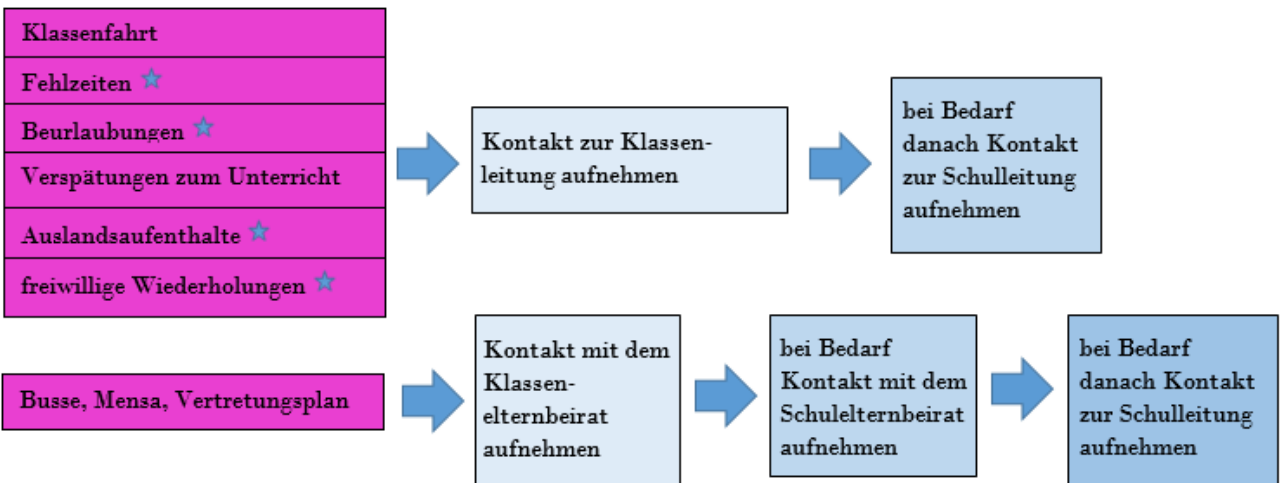 Klassenfahrt
Fehlzeiten
Beurlaubungen
Verspätungen zum Unterricht
Auslandsaufenthalte
freiwillige Wiederholungen
Kontakt zur Klassen-
leitung aufnehmen
bei Bedarf
danach Kontakt
zur Schulleitung
aufnehmen
Busse, Mensa, Vertretungsplan
Kontakt mit dem
Klassen-
elternbeirat
aufnehmen
bei Bedarf
Kontakt mit dem
Schulelternbeirat
aufnehmen
bei Bedarf
danach Kontakt
zur Schulleitung
aufnehmen